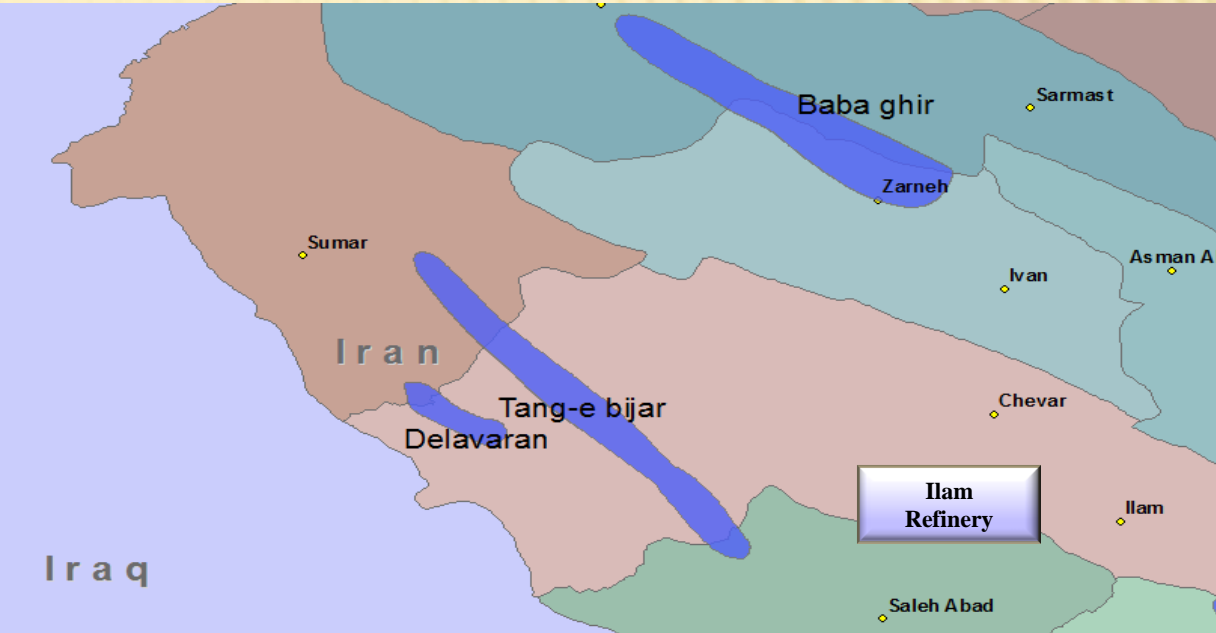 Baba ghir
Sarmast
Zarneh
Sumar
Asman A
Ivan
Iran
Chevar
Tang-e bijar
Delavaran
Ilam
Refinery
Ilam
Iraq
Saleh Abad